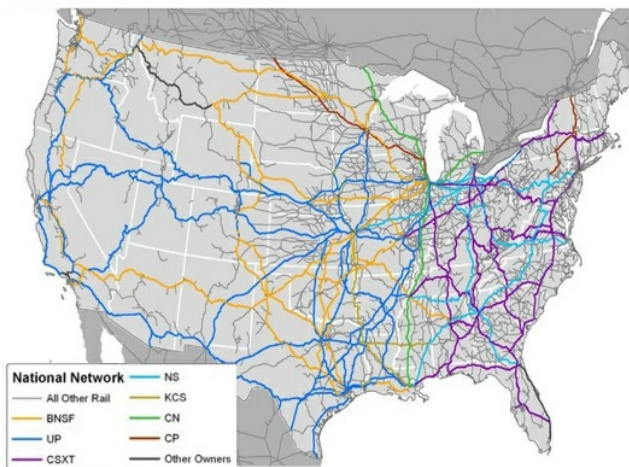 National Network
All Other Rail
BNSF
UP
CSXT
NS
KCS
CN
CP
Other Owners